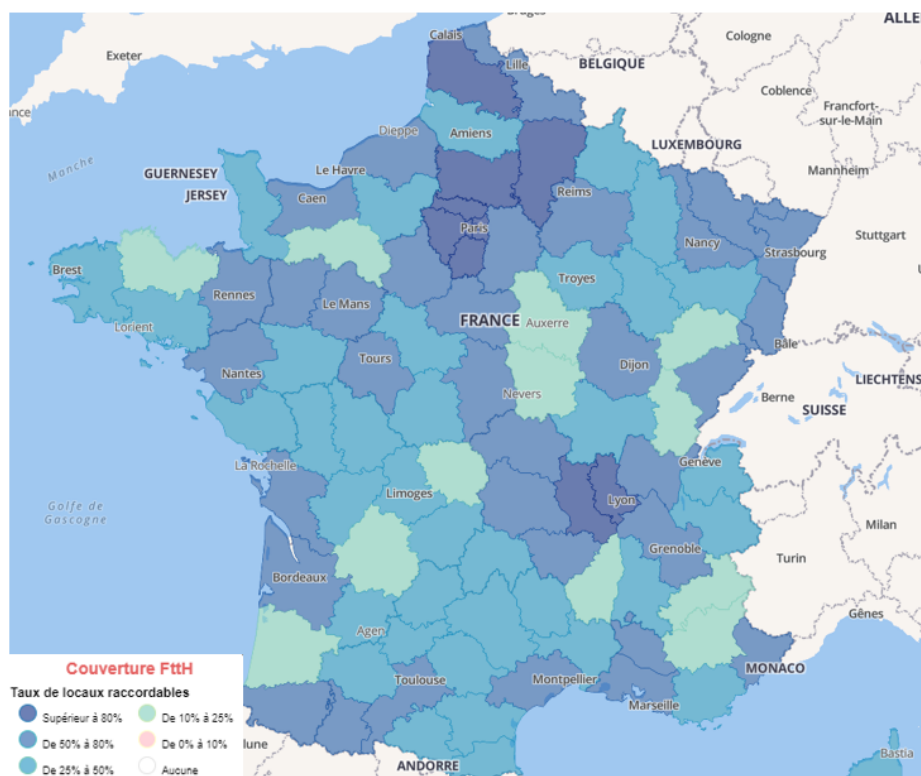 Bruges
ALLE
Calais
Cologne
Exeter
Lille
BELGIQUE
Coblence
Francfort-
sur-le-Main
Dieppe
Amiens
LUXEMBOURG
Manche
GUERNESEY
Le Havre
Mannheim
JERSEY
Caen
Reims
Paris
Nancy
Stuttgart
Strasbourg
Brest
Rennes
Le Mans
Troyes
Lorient
FRANCE
Auxerre
Bâle
Tours
Dijon
Nantes
Nevers
Berne
LIECHTENS
SUISSE
La Rochelle
Genève
Limoges
Lyon
Golfe de
Gascogne
Milan
Grenoble
Turin
Bordeaux
Gênes
Agen
MONACO
Toulouse
Montpellier
Marseille
ANDORRE
Bastia
Couverture FttH
Taux de locaux raccordables
Supérieur à 80%
De 10% à 25%
De 50% à 80%
De 0% à 10%
De 25% à 50%
Aucune